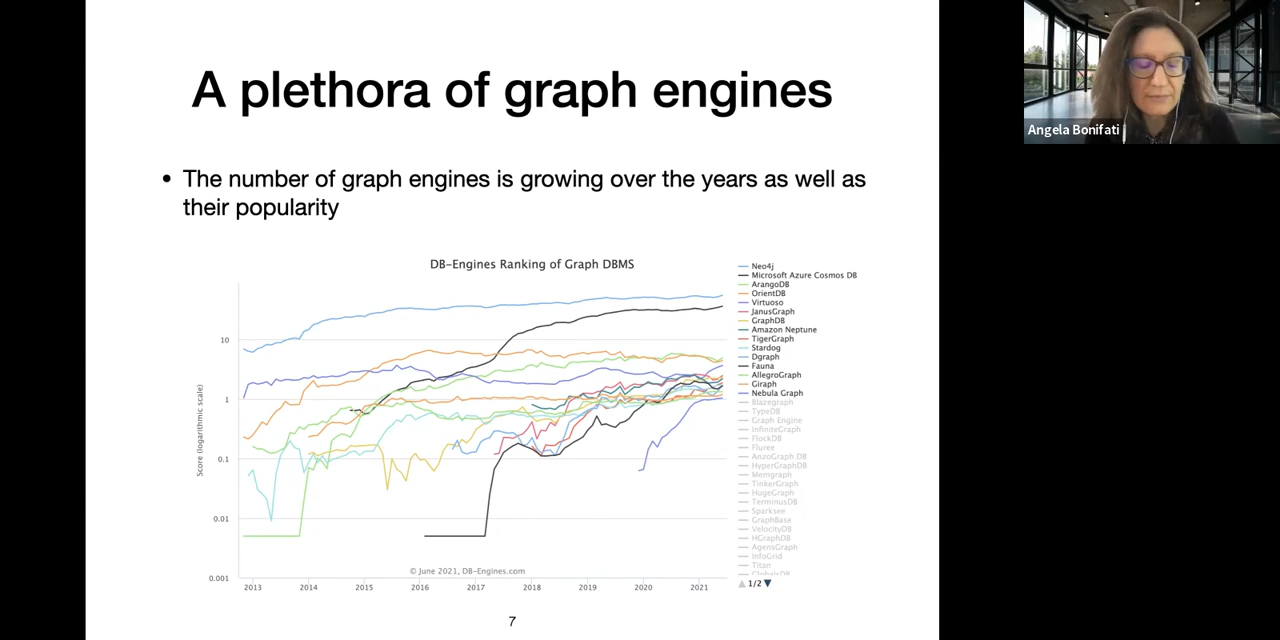 A plethora of graph engines
• The number of graph engines is growing over the years as well as
their popularity
DB-Engines Ranking of Graph DBMS
Score (logarithmic scale)
10
1
0.1
0.01
0.001
2013
2014
2015
2016
2017
2018
2019
2020
2021
© June 2021, DB-Engines.com
Neo4j
Microsoft Azure Cosmos DB
ArangoDB
OrientDB
Virtuoso
JanusGraph
GraphDB
Amazon Neptune
TigerGraph
Stardog
Dgraph
Fauna
AllegroGraph
Giraph
Nebula Graph
Blazegraph
TypeDB
Graph Engine
InfiniteGraph
FlockDB
Fluree
AnzoGraph DB
HyperGraphDB
Memgraph
TinkerGraph
HugeGraph
TerminusDB
Sparksee
GraphBase
VelocityDB
HGraphDB
AgensGraph
InfoGrid
Titan
1/2
7
Angela Bonifati